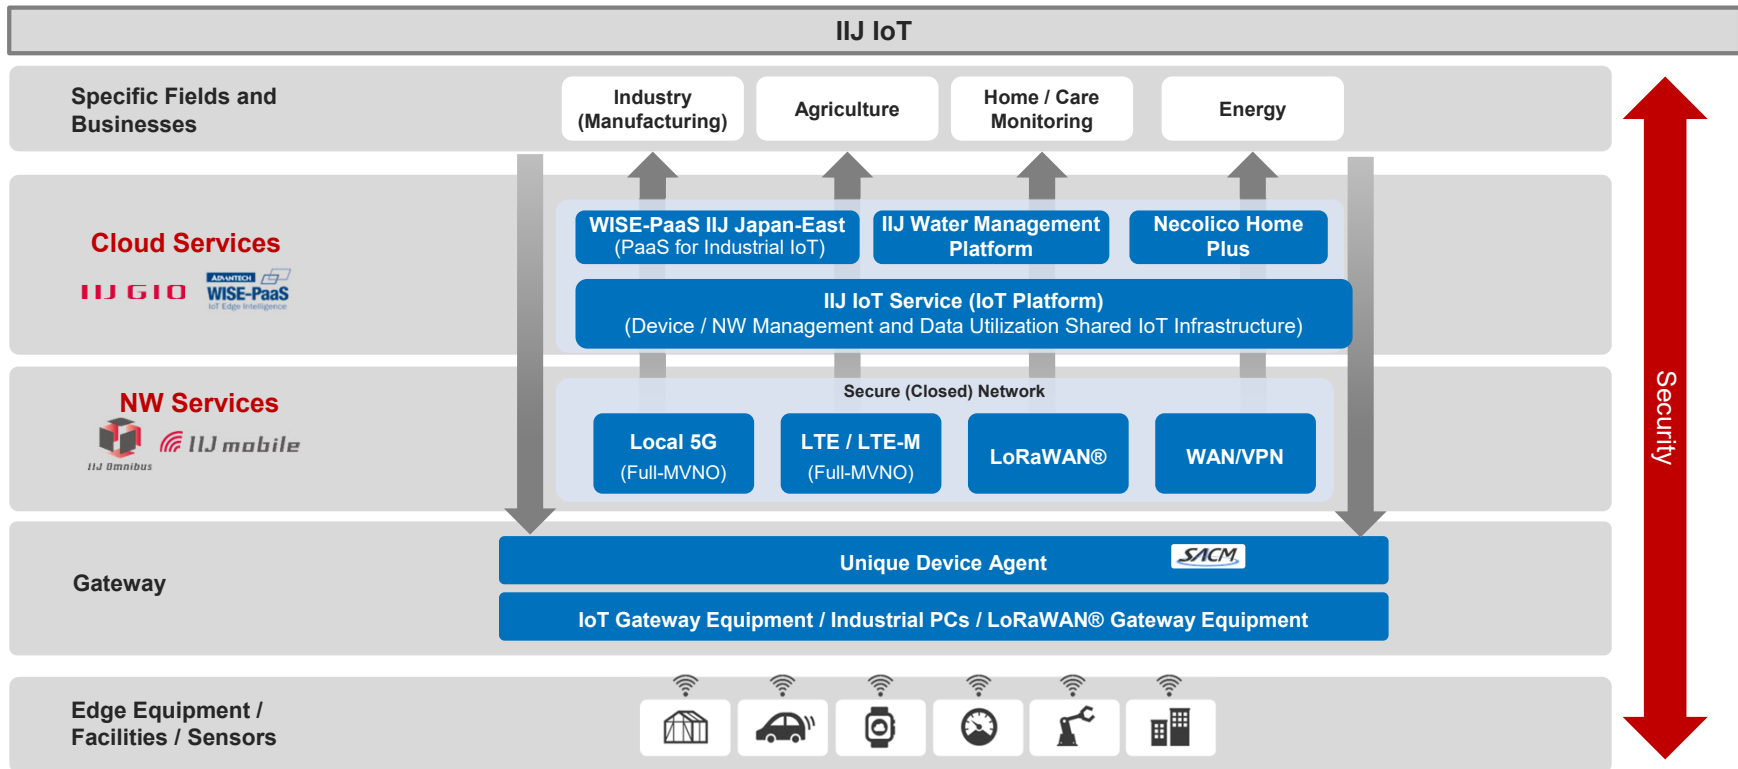 IIJ IoT
Specific Fields and
Businesses
Industry
(Manufacturing)
Agriculture
Home / Care
Monitoring
Energy
Cloud Services
IIJ GIO
ADVANTECH
WISE-PaaS
IoT Edge Intelligence
WISE-PaaS IIJ Japan-East
(PaaS for Industrial IoT)
IIJ Water Management
Platform
Necolico Home
Plus
IIJ IoT Service (IoT Platform)
(Device / NW Management and Data Utilization Shared IoT Infrastructure)
NW Services
IIJ Omnibus
IIJ mobile
Secure (Closed) Network
Local 5G
(Full-MVNO)
LTE / LTE-M
(Full-MVNO)
LoRaWAN®
WAN/VPN
Security
Gateway
Unique Device Agent
SACM
IoT Gateway Equipment / Industrial PCs / LoRaWAN® Gateway Equipment
Edge Equipment /
Facilities / Sensors